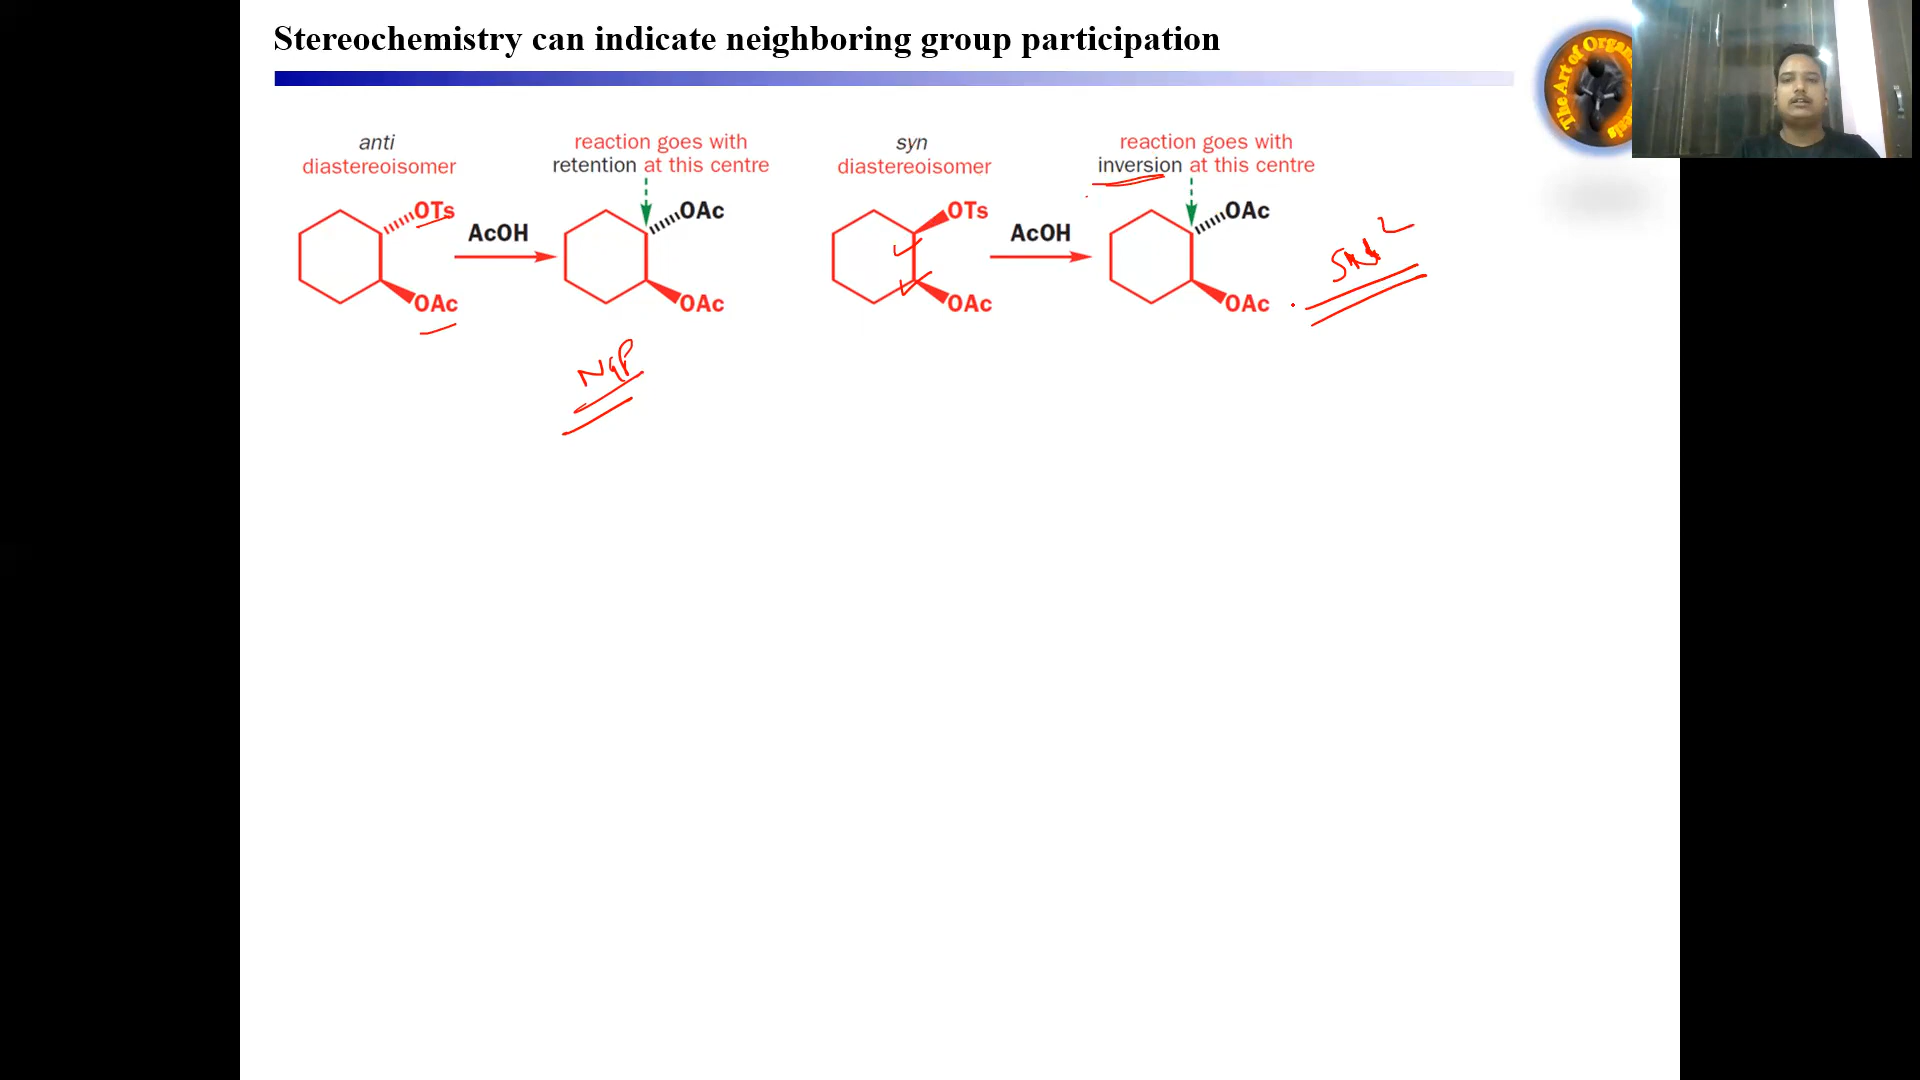 Stereochemistry can indicate neighboring group participation
The Art of Organ
anti
diastereoisomer
reaction goes with
retention at this centre
syn
diastereoisomer
reaction goes with
inversion at this centre
OTs
AcOH
OAc
OAc
OAc
OTs
AcOH
OAc
OAc
OAc
NGP
SN2